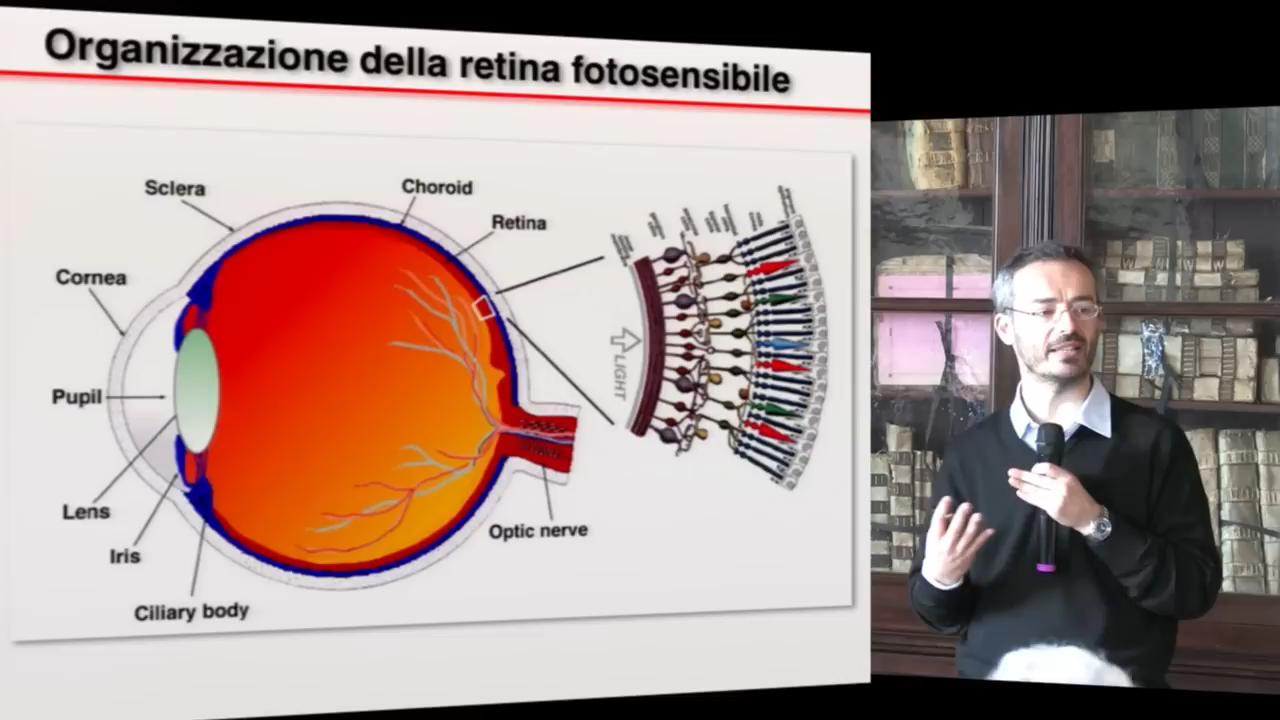 Organizzazione della retina fotosensibile
Sclera
Choroid
Retina
Cornea
Pupil
Lens
Iris
Ciliary body
Optic nerve
LIGHT